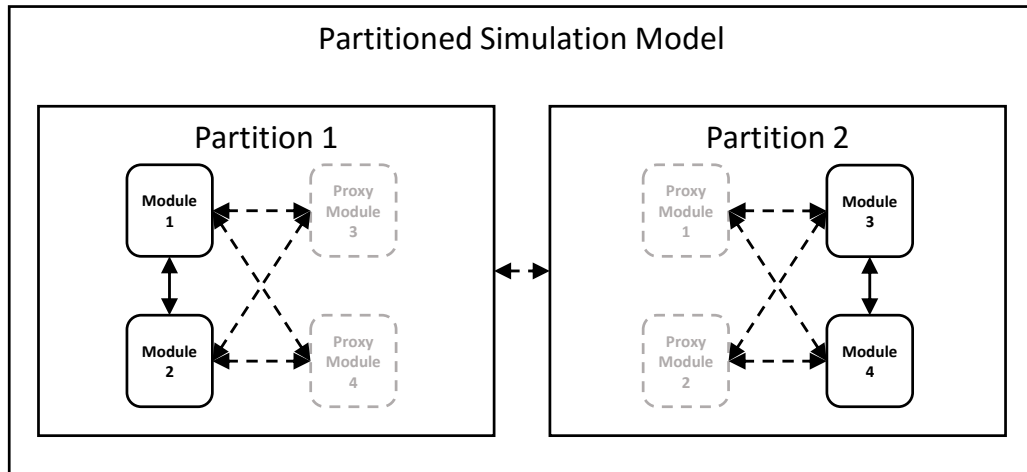 Partitioned Simulation Model
Partition 1
Module
1
Proxy
Module
3
Module
2
Proxy
Module
4
Partition 2
Proxy
Module
1
Module
3
Proxy
Module
2
Module
4